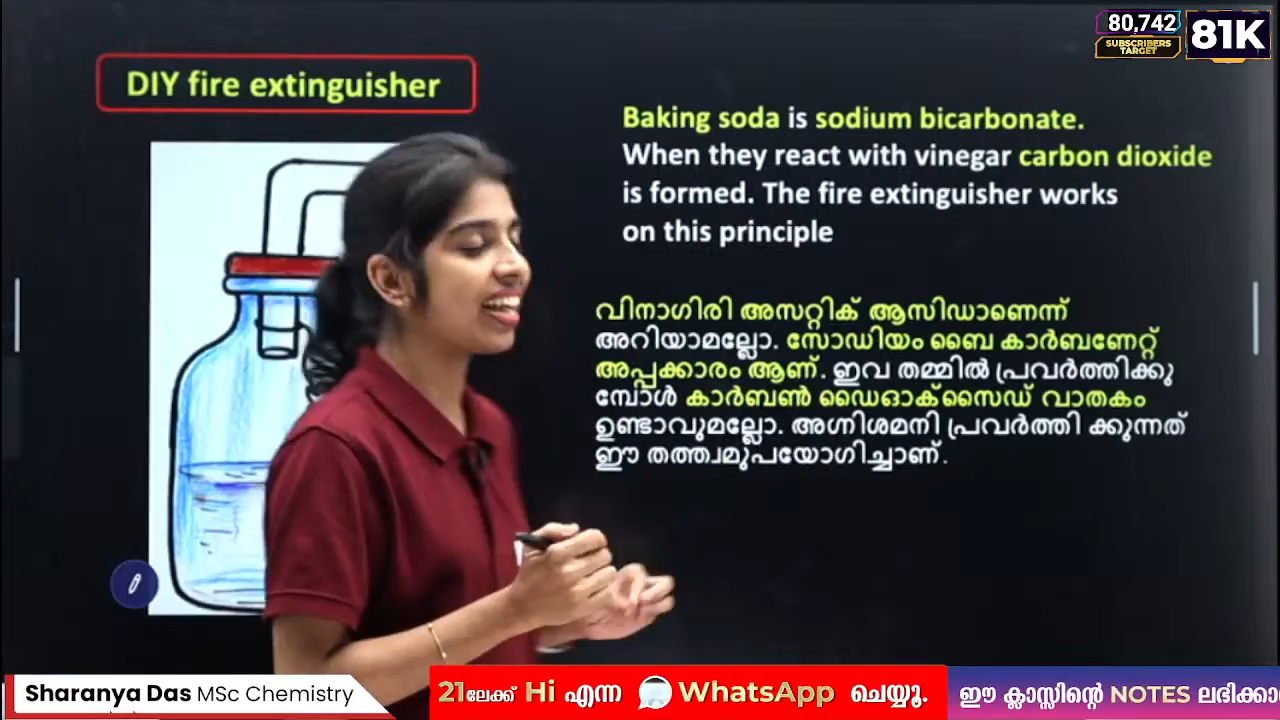 80,742
SUBSCRIBERS
TARGET
81K
DIY fire extinguisher
Baking soda is sodium bicarbonate.
When they react with vinegar carbon dioxide
is formed. The fire extinguisher works
on this principle
വിനാഗിരി അസറ്റിക് ആസിഡാണെന്ന്
അറിയാമല്ലോ. സോഡിയം ബൈ കാർബണേറ്റ്
അപ്പക്കാരം ആണ്. ഇവ തമ്മിൽ പ്രവർത്തിക്കു
മ്പോൾ കാർബൺ ഡൈഓക്സൈഡ് വാതകം
ഉണ്ടാവുമല്ലോ. അഗ്നിശമനി പ്രവർത്തി ക്കുന്നത്
ഈ തത്ത്വമുപയോഗിച്ചാണ്.
Sharanya Das MSc Chemistry
21ലേക്ക് Hi എന്ന WhatsApp ചെയ്യൂ.
ഈ ക്ലാസ്സിന്റെ NOTES ലഭിക്കാ